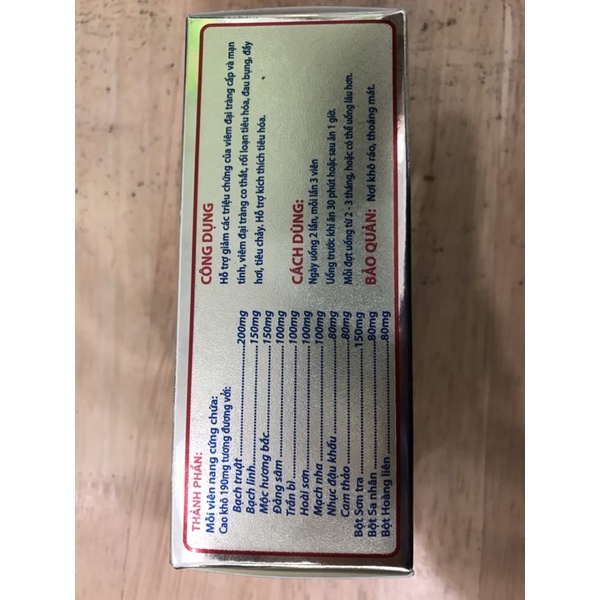 THÀNH PHẦN:
Mỗi viên nang cứng chứa:
Cao khô 190mg tương đương với:
Bạch truật......200mg
Bạch linh......150mg
Mộc hương bắc......150mg
Đảng sâm......100mg
Trần bì......100mg
Hoài sơn......100mg
Mạch nha......100mg
Nhục đậu khấu......80mg
Cam thảo......80mg
Bột Sơn tra......150mg
Bột Sa nhân......80mg
Bột Hoàng liên......80mg
CÔNG DỤNG
Hỗ trợ giảm các triệu chứng của viêm đại tràng cấp và mạn
tính, viêm đại tràng co thắt, rối loạn tiêu hóa, đau bụng, đầy
hơi, tiêu chảy. Hỗ trợ kích thích tiêu hóa.
CÁCH DÙNG:
Ngày uống 2 lần, mỗi lần 3 viên
Uống trước khi ăn 30 phút hoặc sau ăn 1 giờ.
Mỗi đợt uống từ 2 - 3 tháng, hoặc có thể uống lâu hơn.
BẢO QUẢN: Nơi khô ráo, thoáng mát.